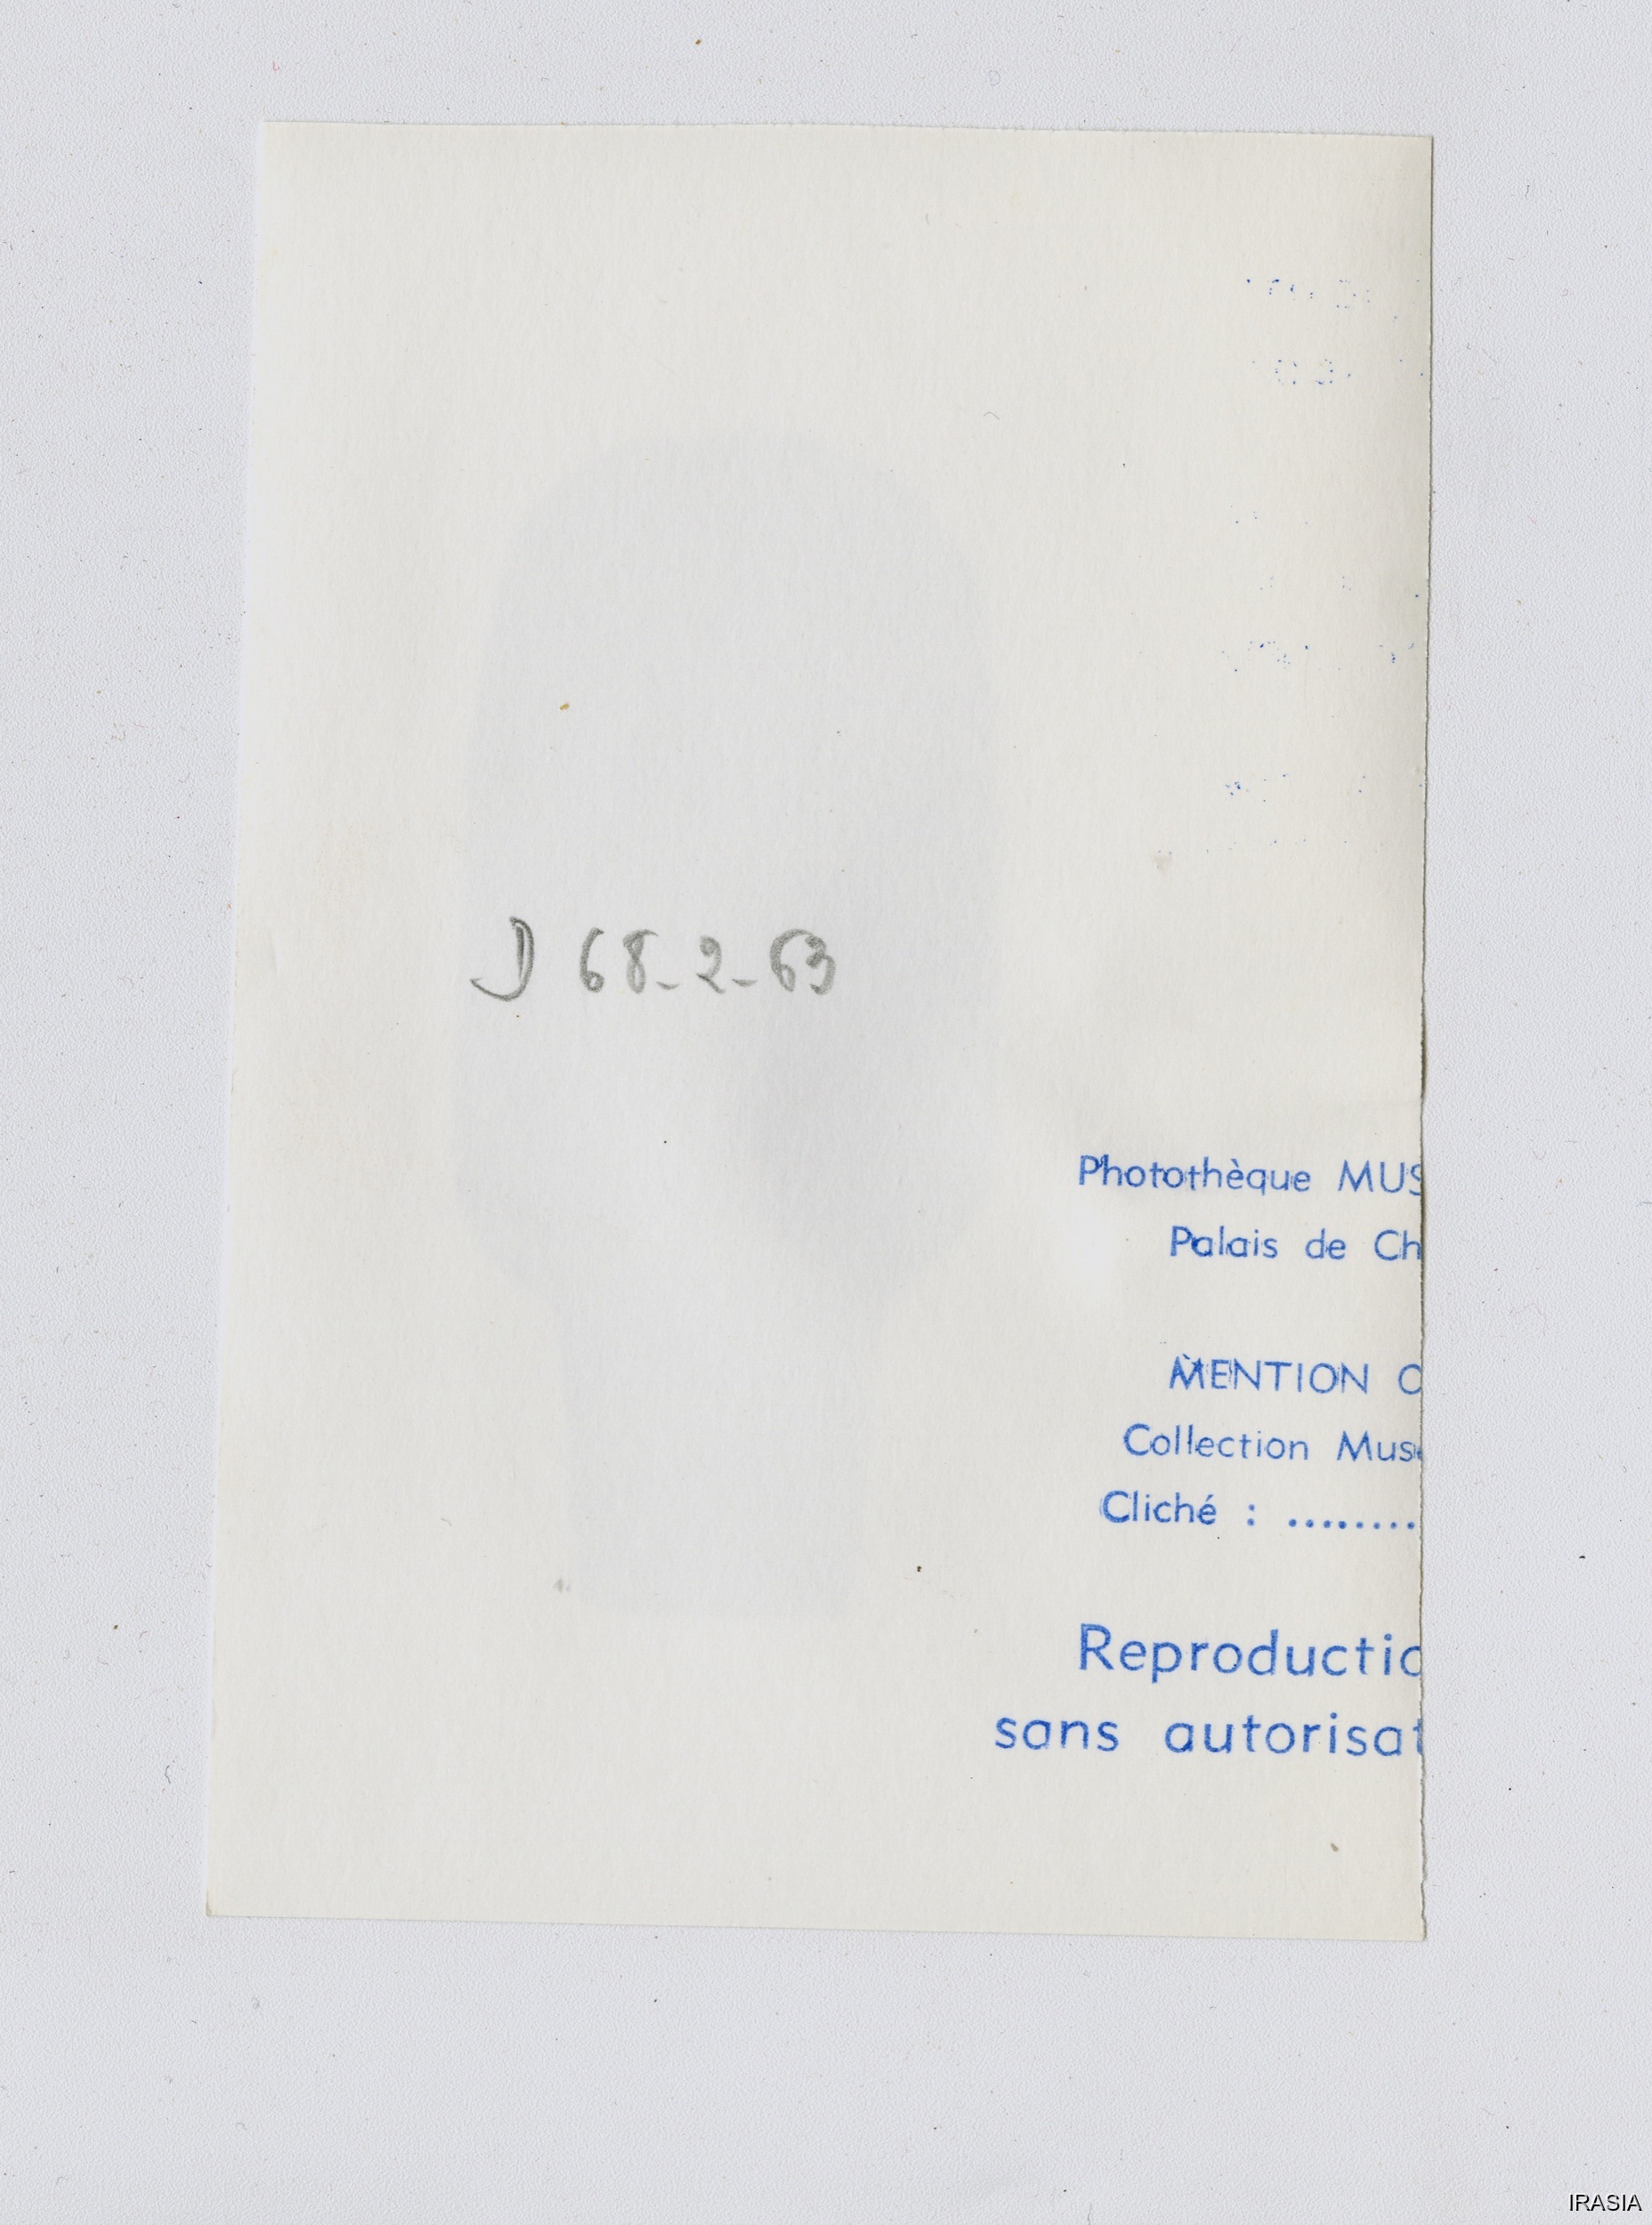 D 68-2-63
Photothèque MUS
Palais de Ch
MENTION O
Collection Mus
Cliché : ........
Reproductio
sans autorisat
IRASIA